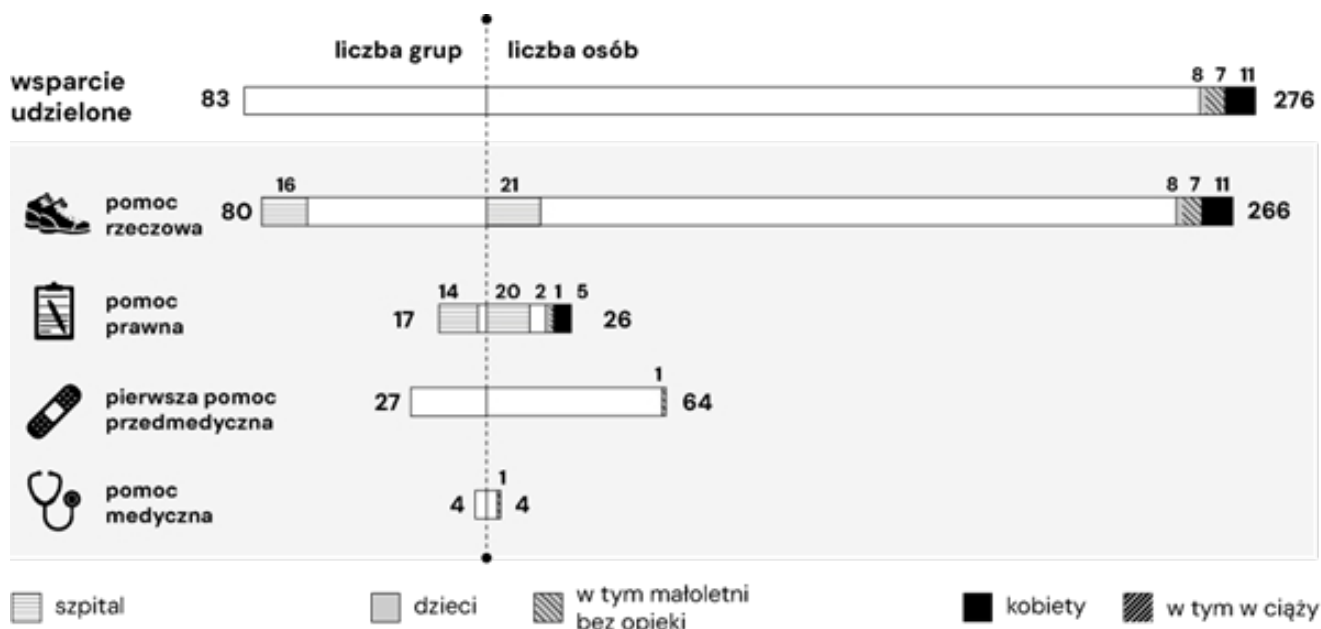 liczba grup liczba osób
wsparcie
udzielone
8 7 11
83 276
16 21 8 7 11
pomoc
rzeczowa
80 266
14 20 2 1 5
pomoc
prawna
17 26
1
pierwsza pomoc
przedmedyczna
27 64
1
pomoc
medyczna
4 4
szpital dzieci w tym małoletni
bez opieki
kobiety w tym w ciąży